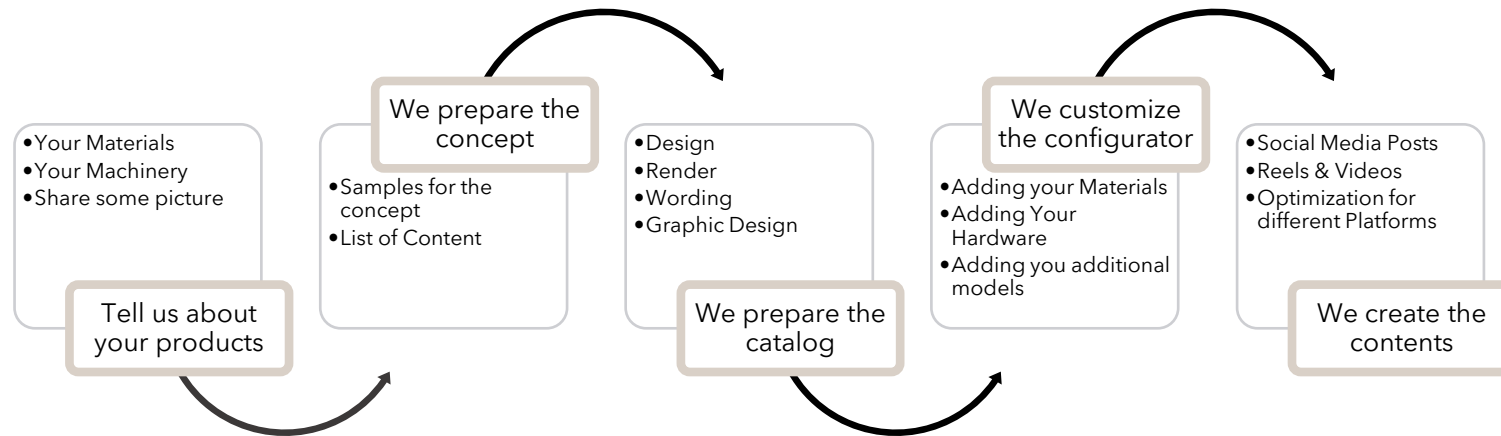 •Your Materials
•Your Machinery
•Share some picture
Tell us about
your products
We prepare the
concept
•Samples for the
concept
•List of Content
•Design
•Render
•Wording
•Graphic Design
We prepare the
catalog
We customize
the configurator
•Adding your Materials
•Adding Your
Hardware
•Adding you additional
models
•Social Media Posts
•Reels & Videos
•Optimization for
different Platforms
We create the
contents